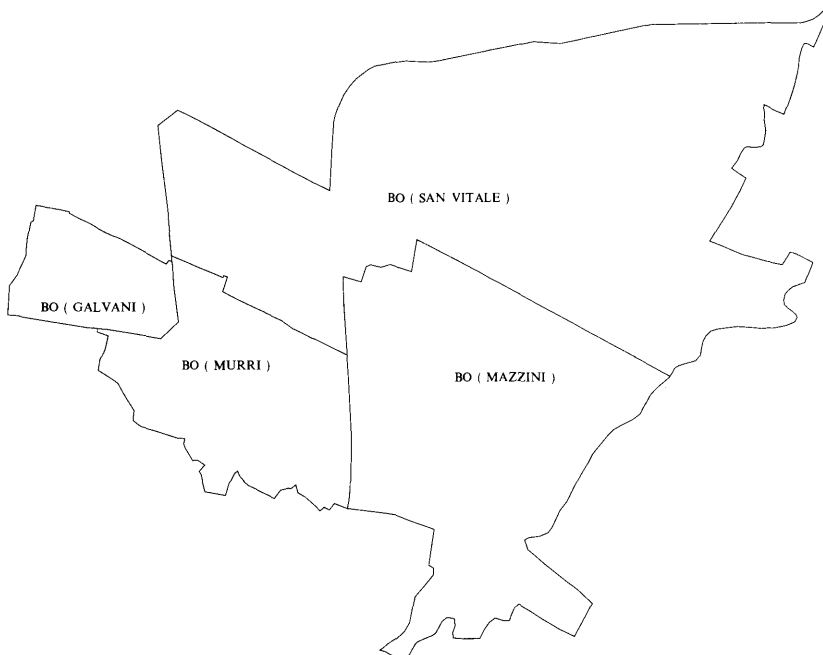 BO ( SAN VITALE )
BO ( GALVANI )
BO ( MURRI )
BO ( MAZZINI )